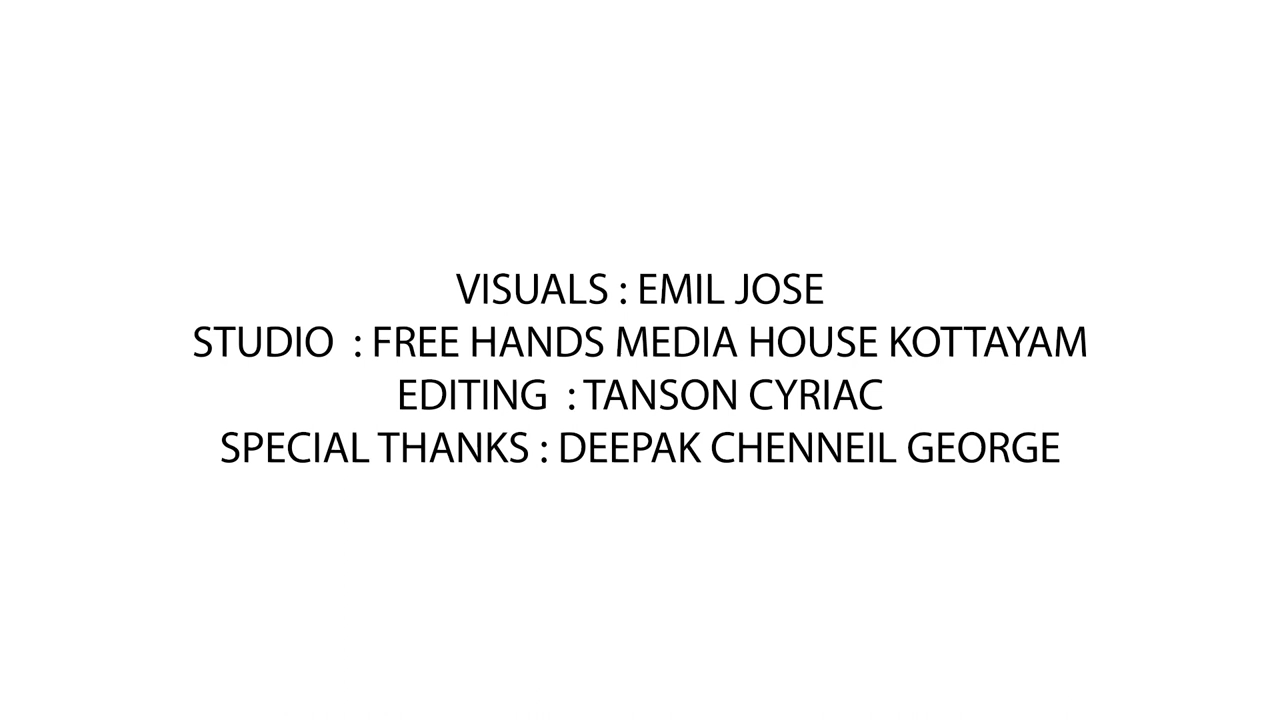 VISUALS : EMIL JOSE
STUDIO  : FREE HANDS MEDIA HOUSE KOTTAYAM
EDITING  : TANSON CYRIAC
SPECIAL THANKS : DEEPAK CHENNEIL GEORGE